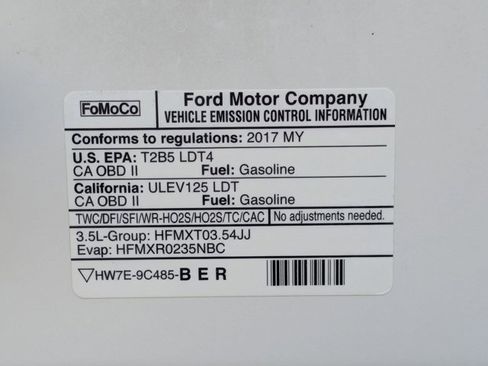 FoMoCo
Ford Motor Company
VEHICLE EMISSION CONTROL INFORMATION
Conforms to regulations: 2017 MY
U.S. EPA: T2B5 LDT4
CA OBD II Fuel: Gasoline
California: ULEV125 LDT
CA OBD II Fuel: Gasoline
TWC/DFI/SFI/WR-HO2S/HO2S/TC/CAC No adjustments needed.
3.5L-Group: HFMXT03.54JJ
Evap: HFMXR0235NBC
▽HW7E-9C485-BER